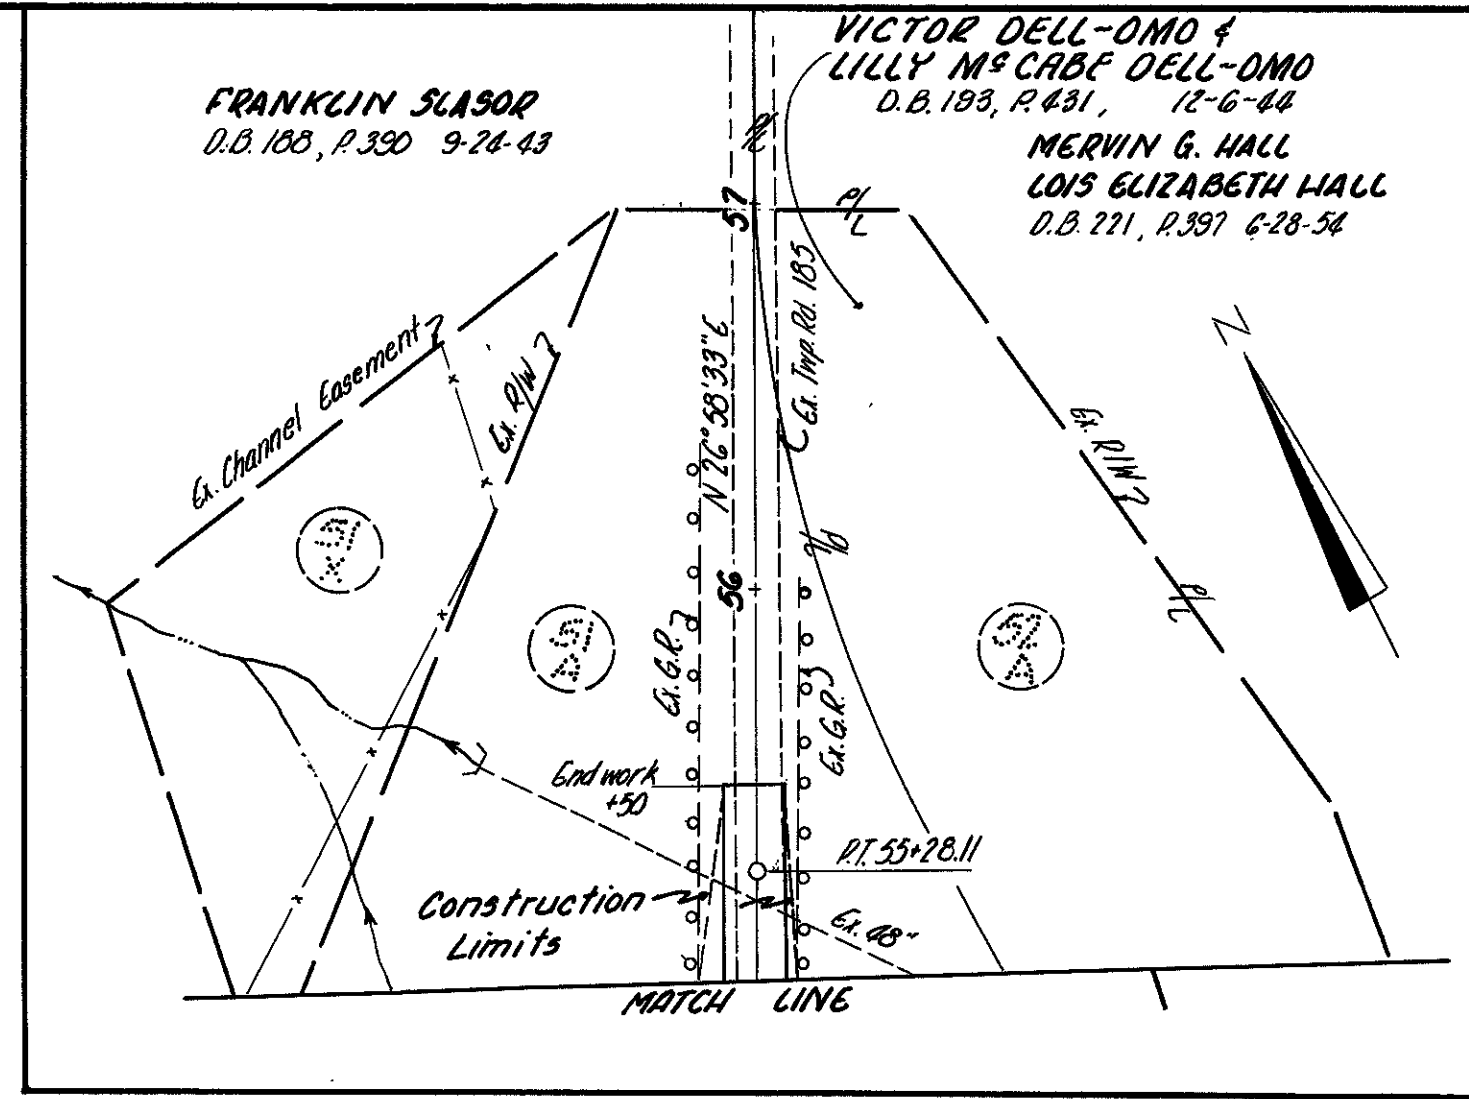 VICTOR DELL-OMO &
LILLY McCABE DELL-OMO
D.B. 193, P. 431, 12-6-44
FRANKLIN SLASOR
D.B. 188, P. 390 9-24-43
MERVIN G. HALL
LOIS ELIZABETH HALL
D.B. 221, P. 397 6-28-54
P/L
57
P/L
N
Ex. Channel Easement
Ex. R/W
N 26° 58' 33" E
Ex. Twp. Rd. 185
Ex. R/W
P/L
56
P/L
Ex. G.R.
Ex. G.R.
End work
+50
P.T. 55+28.11
Construction
Limits
Ex. 48"
MATCH LINE